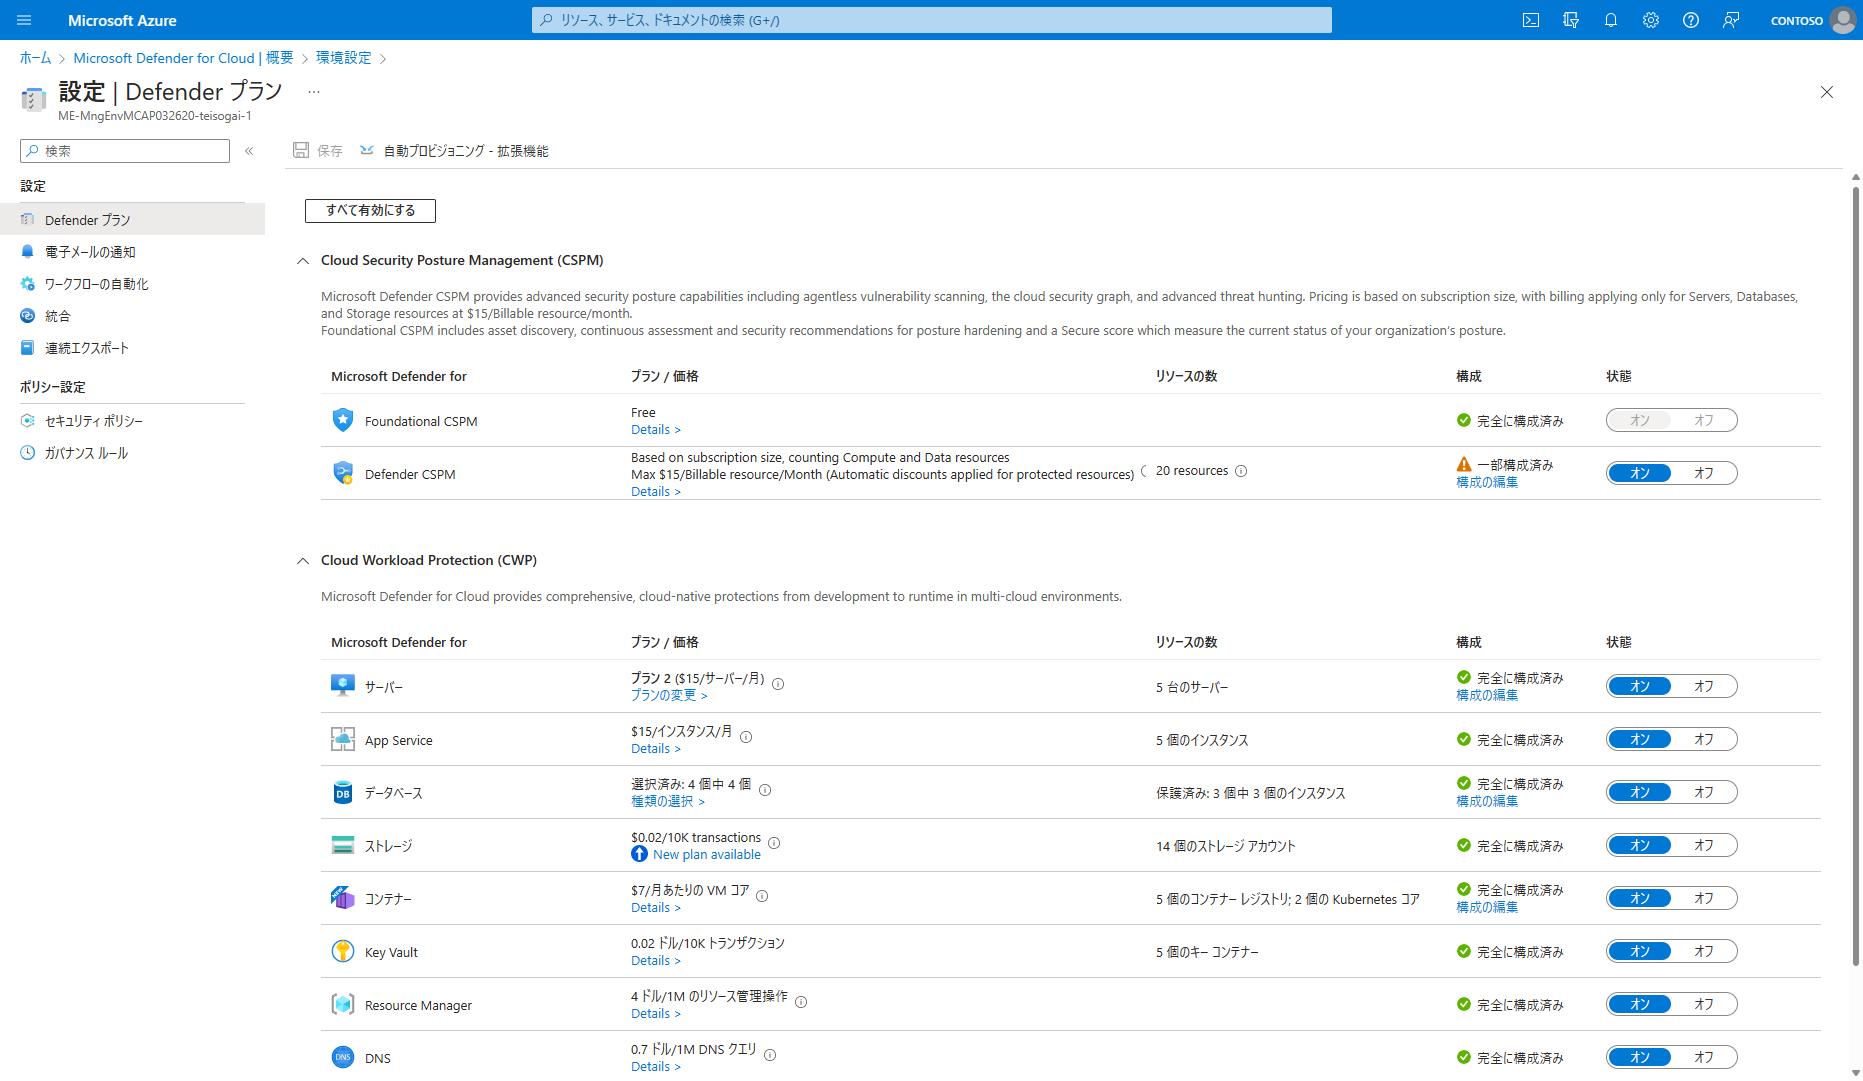 Microsoft Azure
リソース、サービス、ドキュメントの検索 (G+/)
CONTOSO
ホーム > Microsoft Defender for Cloud | 概要 > 環境設定 >
設定 | Defender プラン ...
ME-MngEnvMCAP032620-teisogai-1
検索
«
保存
自動プロビジョニング - 拡張機能
設定
Defender プラン
電子メールの通知
ワークフローの自動化
統合
連続エクスポート
ポリシー設定
セキュリティ ポリシー
ガバナンス ルール
すべて有効にする
Cloud Security Posture Management (CSPM)
Microsoft Defender CSPM provides advanced security posture capabilities including agentless vulnerability scanning, the cloud security graph, and advanced threat hunting. Pricing is based on subscription size, with billing applying only for Servers, Databases,
and Storage resources at $15/Billable resource/month.
Foundational CSPM includes asset discovery, continuous assessment and security recommendations for posture hardening and a Secure score which measure the current status of your organization's posture.
Microsoft Defender for プラン / 価格 リソースの数 構成 状態
Foundational CSPM
Free
Details >
完全に構成済み
オン オフ
Defender CSPM
Based on subscription size, counting Compute and Data resources
Max $15/Billable resource/Month (Automatic discounts applied for protected resources)
Details >
20 resources
一部構成済み
構成の編集
オン オフ
Cloud Workload Protection (CWP)
Microsoft Defender for Cloud provides comprehensive, cloud-native protections from development to runtime in multi-cloud environments.
Microsoft Defender for プラン / 価格 リソースの数 構成 状態
サーバー
プラン 2 ($15/サーバー/月)
プランの変更 >
5 台のサーバー
完全に構成済み
構成の編集
オン オフ
App Service
$15/インスタンス/月
Details >
5 個のインスタンス
完全に構成済み
オン オフ
DB
データベース
選択済み: 4 個中 4 個
種類の選択 >
保護済み: 3 個中 3 個のインスタンス
完全に構成済み
構成の編集
オン オフ
ストレージ
$0.02/10K transactions
New plan available
14 個のストレージ アカウント
完全に構成済み
オン オフ
コンテナー
$7/月あたりの VM コア
Details >
5 個のコンテナー レジストリ; 2 個の Kubernetes コア
完全に構成済み
構成の編集
オン オフ
Key Vault
0.02 ドル/10K トランザクション
Details >
5 個のキー コンテナー
完全に構成済み
オン オフ
Resource Manager
4 ドル/1M のリソース管理操作
Details >
完全に構成済み
オン オフ
DNS
DNS
0.7 ドル/1M DNS クエリ
Details >
完全に構成済み
オン オフ